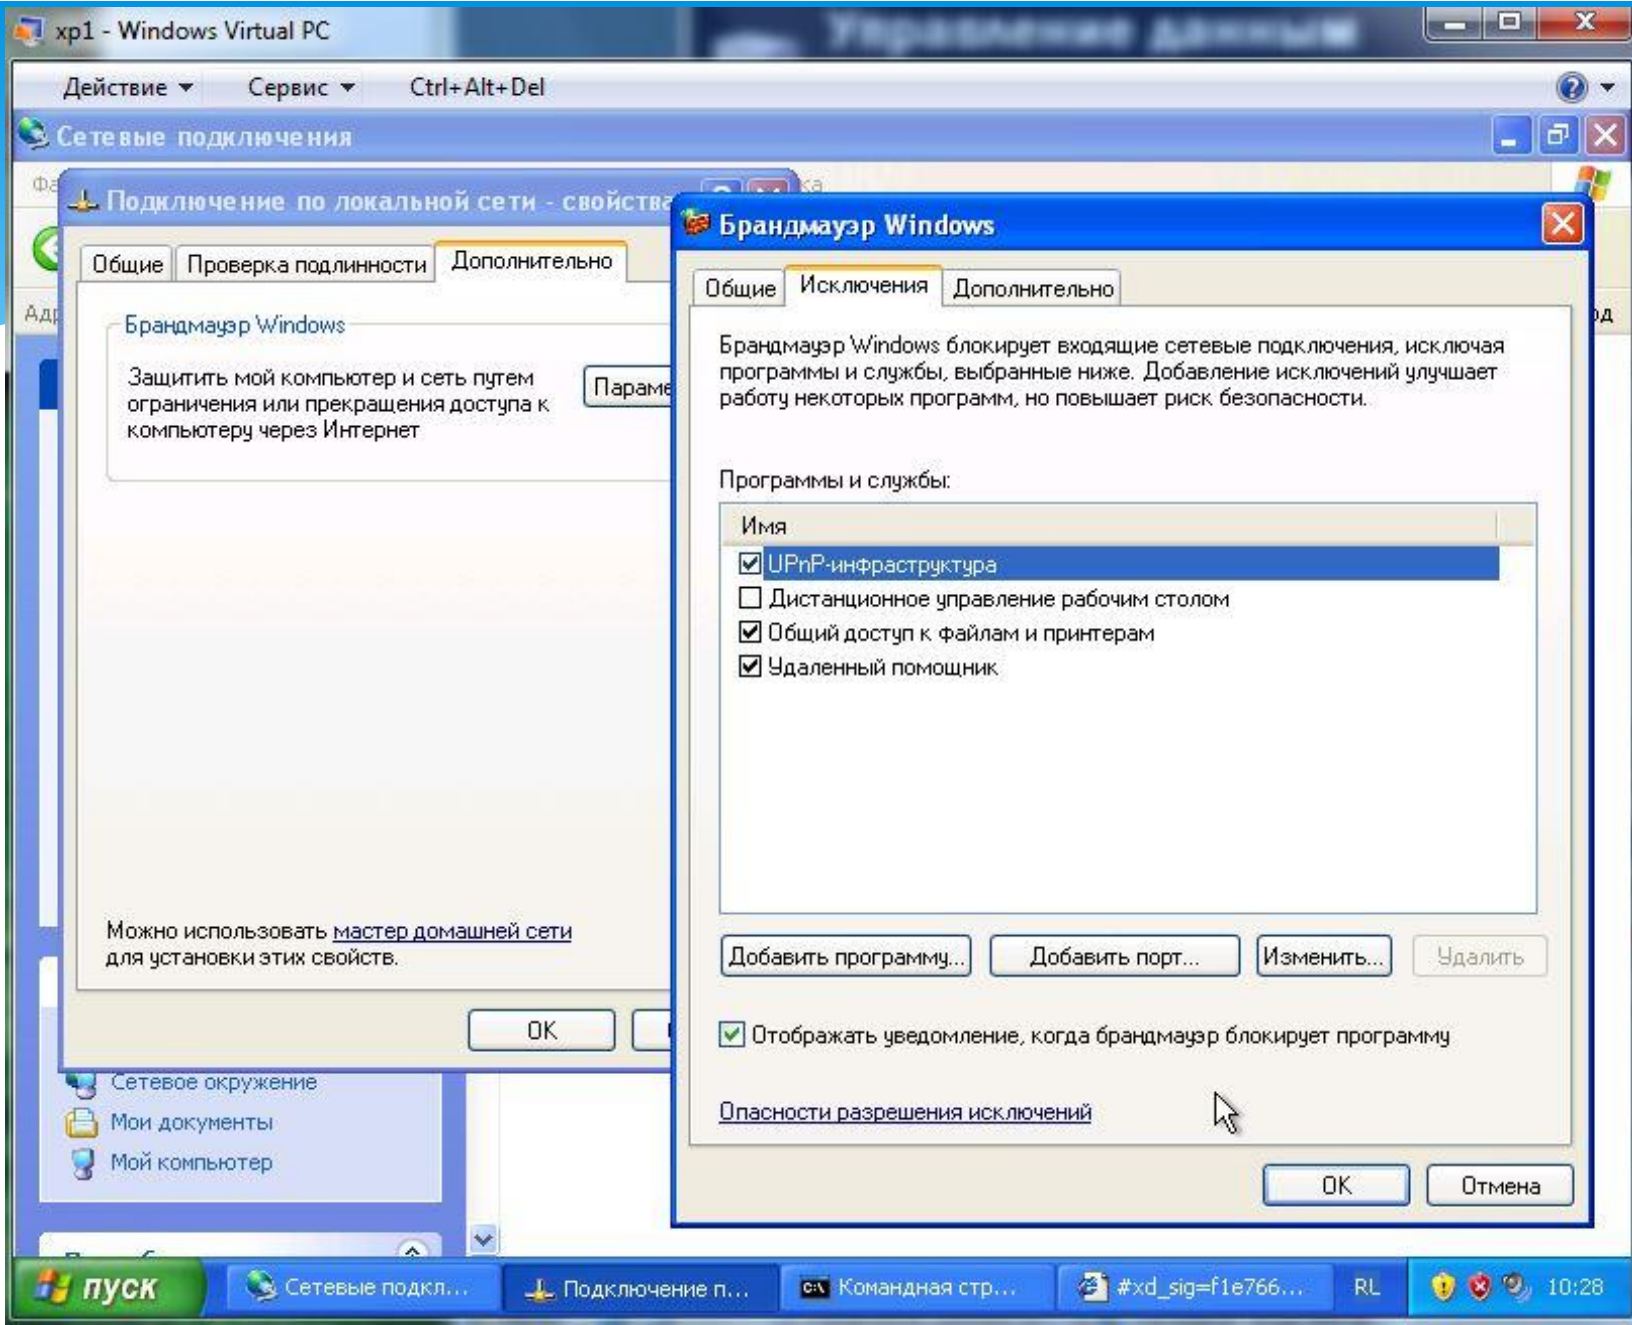 Управление данным
xp1 - Windows Virtual PC
Действие Сервис Ctrl+Alt+Del
Сетевые подключения
Подключение по локальной сети - свойства
Общие Проверка подлинности Дополнительно
Брандмауэр Windows
Защитить мой компьютер и сеть путем
ограничения или прекращения доступа к
компьютеру через Интернет
Параме
Можно использовать мастер домашней сети
для установки этих свойств.
OK
Брандмауэр Windows
Общие Исключения Дополнительно
Брандмауэр Windows блокирует входящие сетевые подключения, исключая
программы и службы, выбранные ниже. Добавление исключений улучшает
работу некоторых программ, но повышает риск безопасности.
Программы и службы:
Имя
UPnP-инфраструктура
Дистанционное управление рабочим столом
Общий доступ к файлам и принтерам
Удаленный помощник
Добавить программу... Добавить порт... Изменить... Удалить
Отображать уведомление, когда брандмауэр блокирует программу
Опасности разрешения исключений
OK Отмена
Сетевое окружение
Мои документы
Мой компьютер
пуск Сетевые подкл... Подключение п... Командная стр... #xd_sig=f1e766... RL 10:28